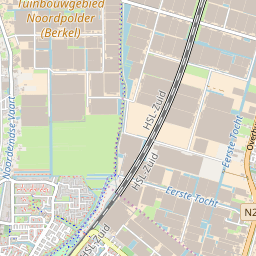 Tuinbouwgebied
Noordpolder
(Berkel)
HSL-Zuid
Noordeindse Vaart
Eerste Tocht
HSL-Zuid
Eerste Tocht
N2
HSL-Zuid